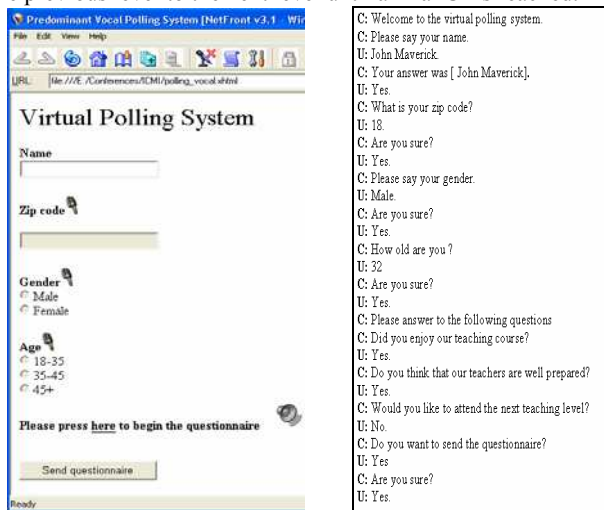 Predominant Vocal Polling System [NetFront v3.1 - Wir
File Edit View Help
URL: file:///E:/Conferences/ICMI/polling_vocal.xhtml
Virtual Polling System
Name
Zip code
Gender
Male
Female
Age
18-35
35-45
45+
Please press here to begin the questionnaire
Send questionnaire
Ready
C: Welcome to the virtual polling system.
C: Please say your name.
U: John Maverick.
C: Your answer was [ John Maverick].
U: Yes.
C: What is your zip code?
U: 18.
C: Are you sure?
U: Yes.
C: Please say your gender.
U: Male.
C: Are you sure?
U: Yes.
C: How old are you ?
U: 32
C: Are you sure?
U: Yes.
C: Please answer to the following questions
C: Did you enjoy our teaching course?
U: Yes.
C: Do you think that our teachers are well prepared?
U: Yes.
C: Would you like to attend the next teaching level?
U: No.
C: Do you want to send the questionnaire?
U: Yes
C: Are you sure?
U: Yes.